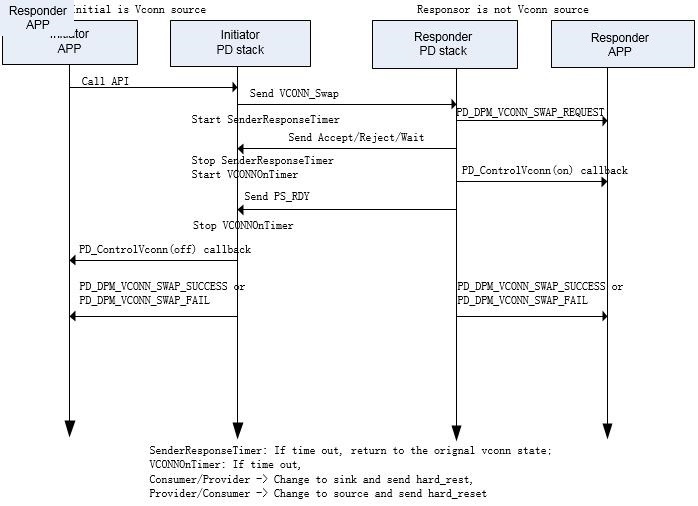 Responder
APP
Initial is Vconn source
Responsor is not Vconn source
APP
Initiator
PD stack
Responder
PD stack
Responder
APP
Call API
Send VCONN_Swap
PD_DPM_VCONN_SWAP_REQUEST
Start SenderResponseTimer
Send Accept/Reject/Wait
Stop SenderResponseTimer
Start VCONNOnTimer
PD_ControlVconn(on) callback
Send PS_RDY
Stop VCONNOnTimer
PD_ControlVconn(off) callback
PD_DPM_VCONN_SWAP_SUCCESS or
PD_DPM_VCONN_SWAP_FAIL
PD_DPM_VCONN_SWAP_SUCCESS or
PD_DPM_VCONN_SWAP_FAIL
SenderResponseTimer: If time out, return to the orignal vconn state;
VCONNOnTimer: If time out,
Consumer/Provider -> Change to sink and send hard_rest,
Provider/Consumer -> Change to source and send hard_reset